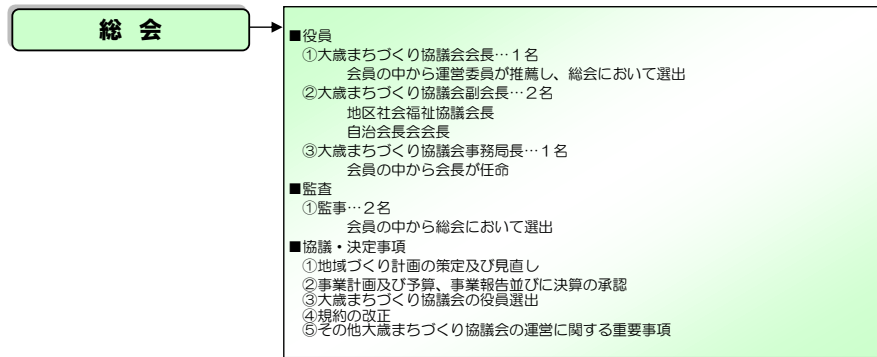 総 会
■役員
①大歳まちづくり協議会会長…１名
会員の中から運営委員が推薦し、総会において選出
②大歳まちづくり協議会副会長…２名
地区社会福祉協議会長
自治会長会会長
③大歳まちづくり協議会事務局長…１名
会員の中から会長が任命
■監査
①監事…２名
会員の中から総会において選出
■協議・決定事項
①地域づくり計画の策定及び見直し
②事業計画及び予算、事業報告並びに決算の承認
③大歳まちづくり協議会の役員選出
④規約の改正
⑤その他大歳まちづくり協議会の運営に関する重要事項